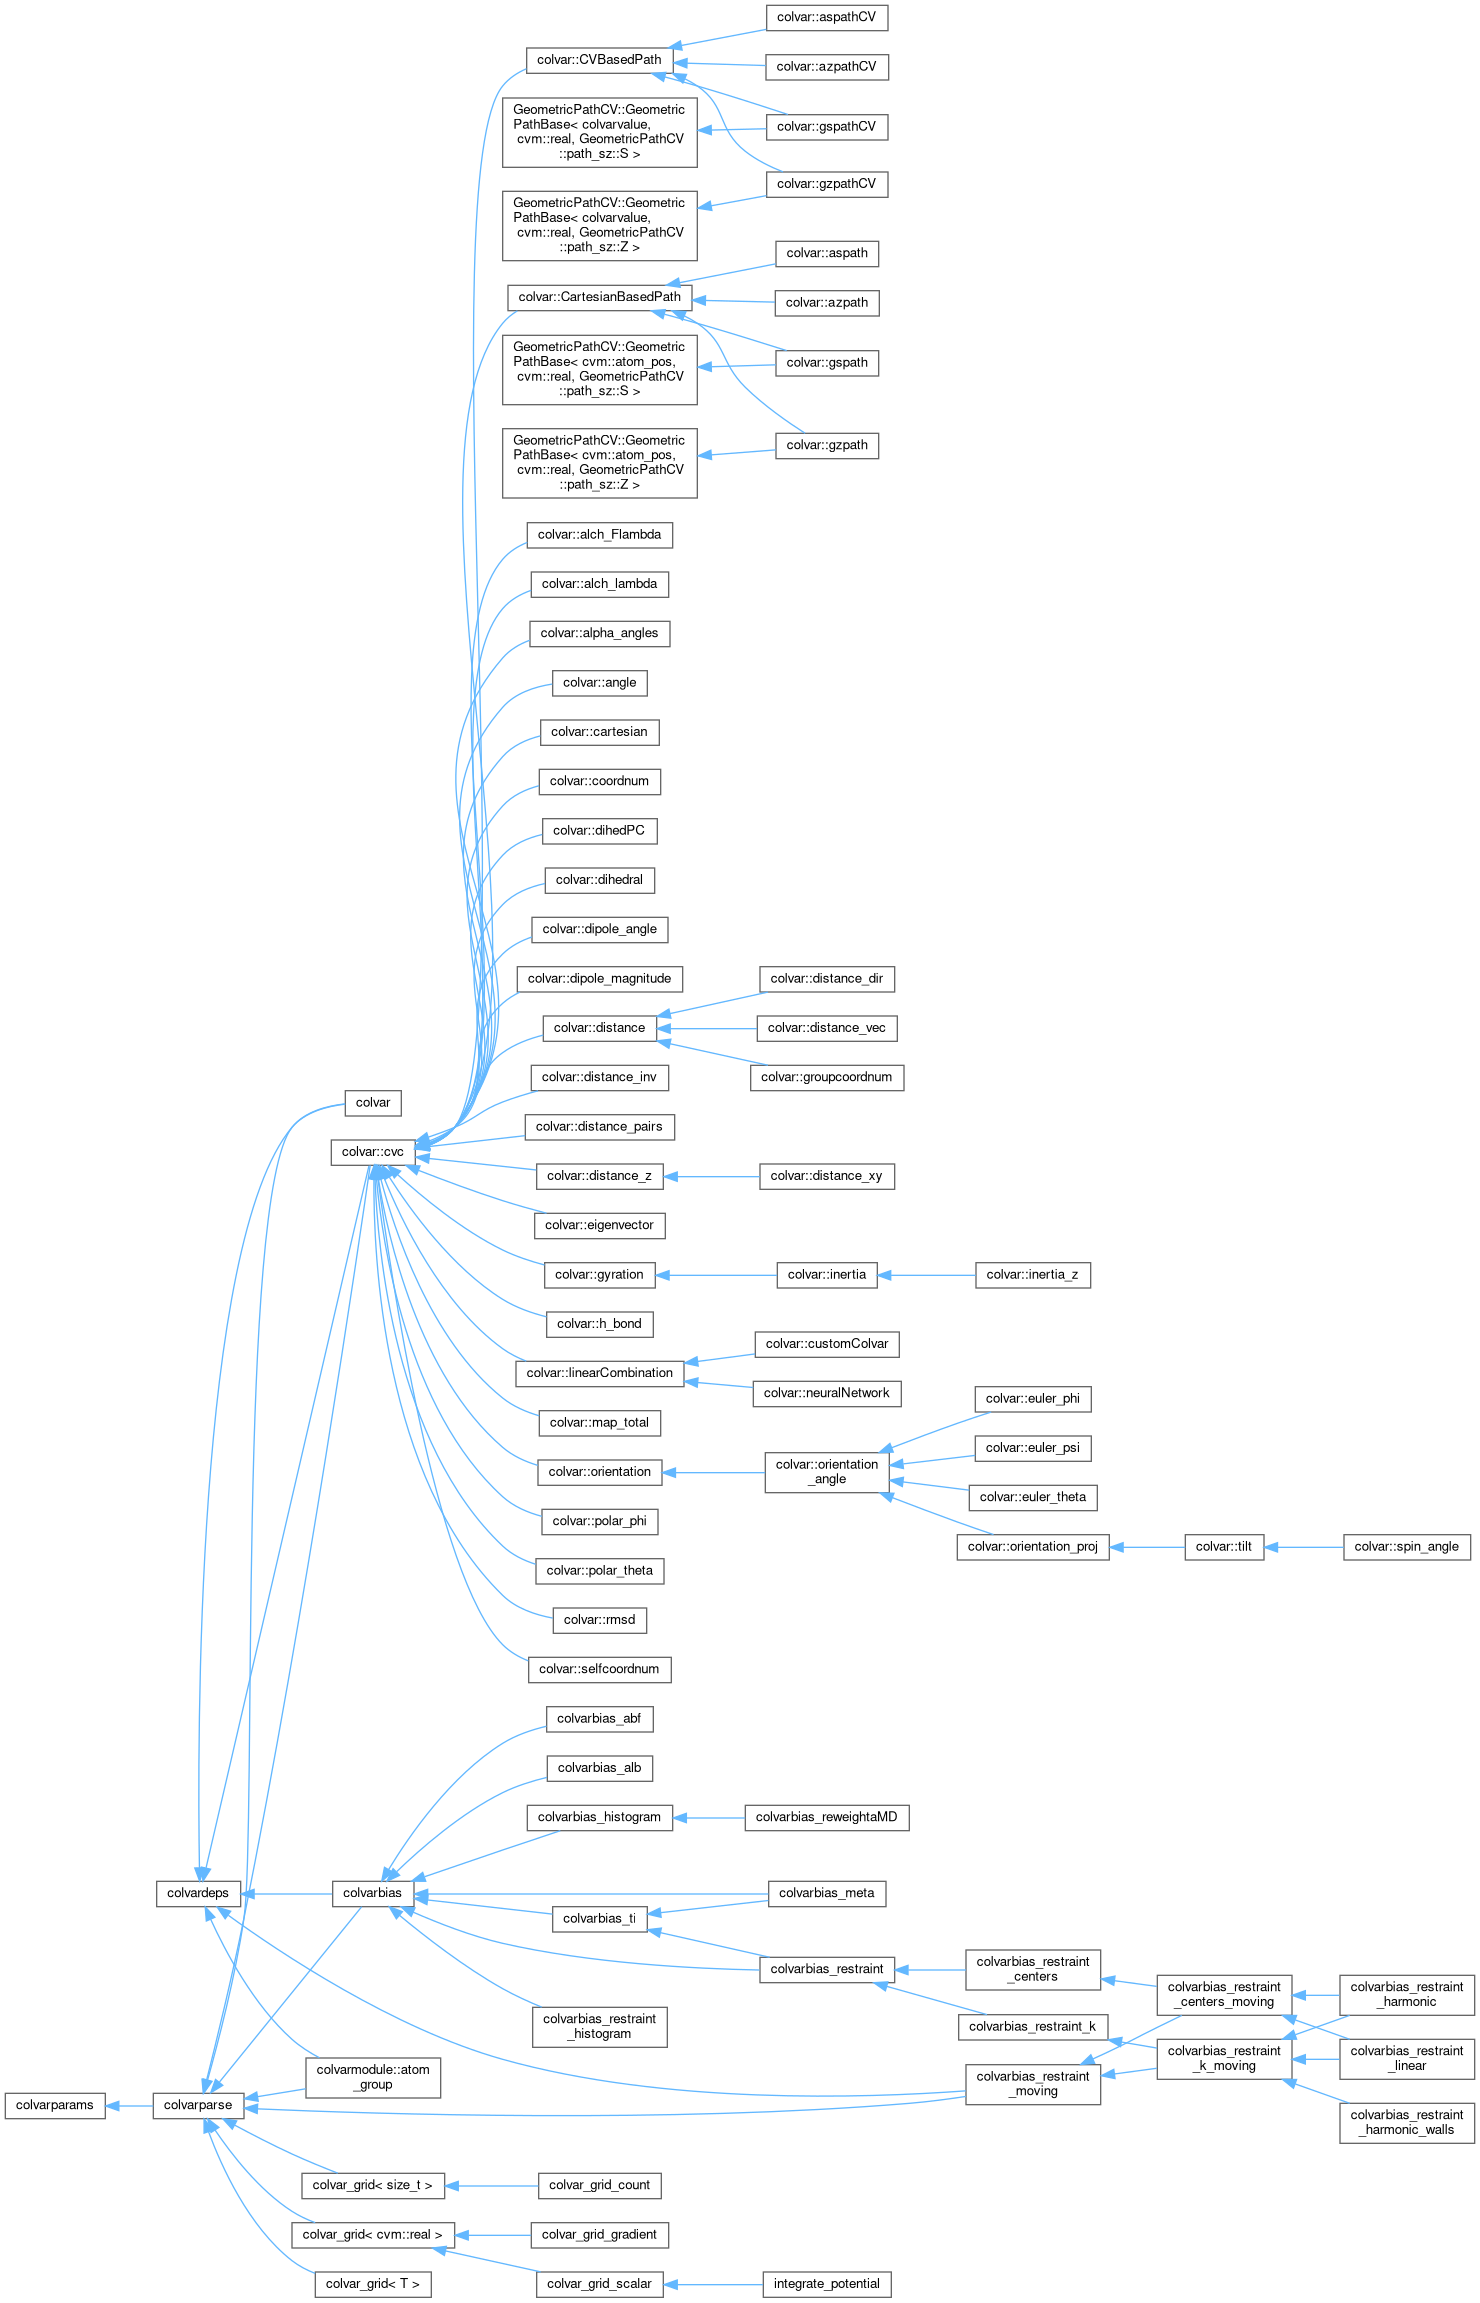 colvar::aspathCV
colvar::CVBasedPath
colvar::azpathCV
GeometricPathCV::Geometric
PathBase< colvarvalue,
cvm::real, GeometricPathCV
::path_sz::S >
colvar::gspathCV
colvar::gzpathCV
GeometricPathCV::Geometric
PathBase< colvarvalue,
cvm::real, GeometricPathCV
::path_sz::Z >
colvar::aspath
colvar::CartesianBasedPath
colvar::azpath
GeometricPathCV::Geometric
PathBase< cvm::atom_pos,
cvm::real, GeometricPathCV
::path_sz::S >
colvar::gspath
GeometricPathCV::Geometric
PathBase< cvm::atom_pos,
cvm::real, GeometricPathCV
::path_sz::Z >
colvar::gzpath
colvar::alch_Flambda
colvar::alch_lambda
colvar::alpha_angles
colvar::angle
colvar::cartesian
colvar::coordnum
colvar::dihedPC
colvar::dihedral
colvar::dipole_angle
colvar::dipole_magnitude
colvar::distance_dir
colvar::distance
colvar::distance_vec
colvar::distance_inv
colvar::groupcoordnum
colvar
colvar::distance_pairs
colvar::cvc
colvar::distance_z
colvar::distance_xy
colvar::eigenvector
colvar::gyration
colvar::inertia
colvar::inertia_z
colvar::h_bond
colvar::customColvar
colvar::linearCombination
colvar::neuralNetwork
colvar::map_total
colvar::euler_phi
colvar::euler_psi
colvar::orientation
colvar::orientation
_angle
colvar::euler_theta
colvar::polar_phi
colvar::orientation_proj
colvar::tilt
colvar::spin_angle
colvar::polar_theta
colvar::rmsd
colvar::selfcoordnum
colvarbias_abf
colvarbias_alb
colvarbias_histogram
colvarbias_reweightaMD
colvardeps
colvarbias
colvarbias_meta
colvarbias_ti
colvarbias_restraint
colvarbias_restraint
_centers
colvarbias_restraint
_centers_moving
colvarbias_restraint
_harmonic
colvarbias_restraint
_histogram
colvarbias_restraint_k
colvarbias_restraint
_k_moving
colvarbias_restraint
_linear
colvarmodule::atom
_group
colvarbias_restraint
_moving
colvarparams
colvarparse
colvarbias_restraint
_harmonic_walls
colvar_grid< size_t >
colvar_grid_count
colvar_grid< cvm::real >
colvar_grid_gradient
colvar_grid< T >
colvar_grid_scalar
integrate_potential